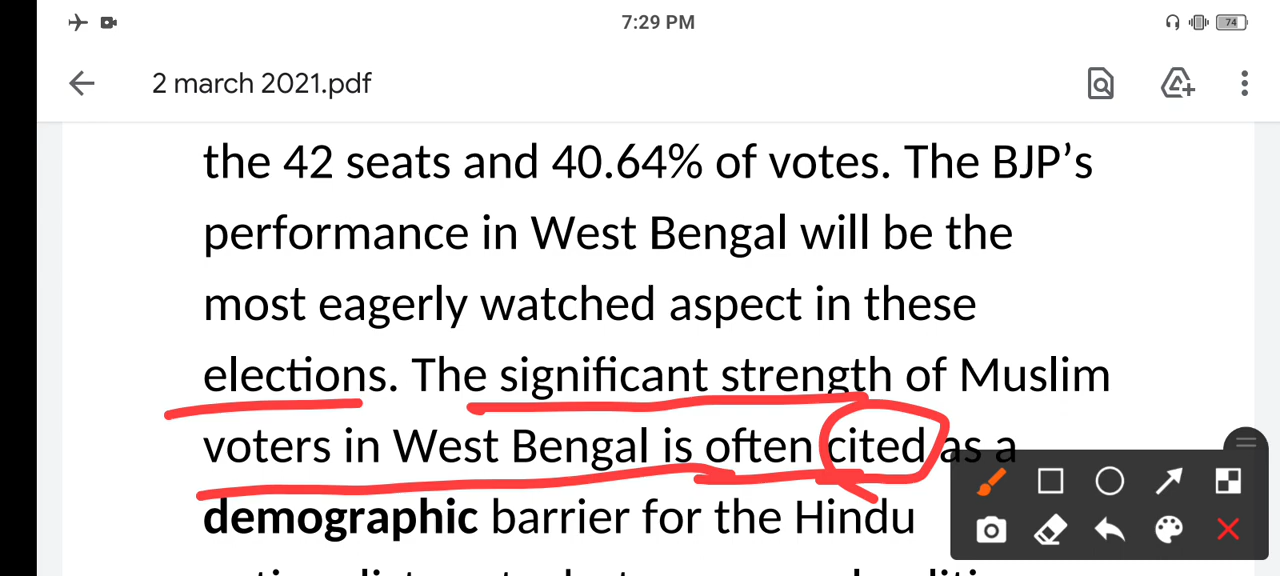 7:29 PM
74
2 march 2021.pdf
the 42 seats and 40.64% of votes. The BJP’s
performance in West Bengal will be the
most eagerly watched aspect in these
elections. The significant strength of Muslim
voters in West Bengal is often cited as a
demographic barrier for the Hindu